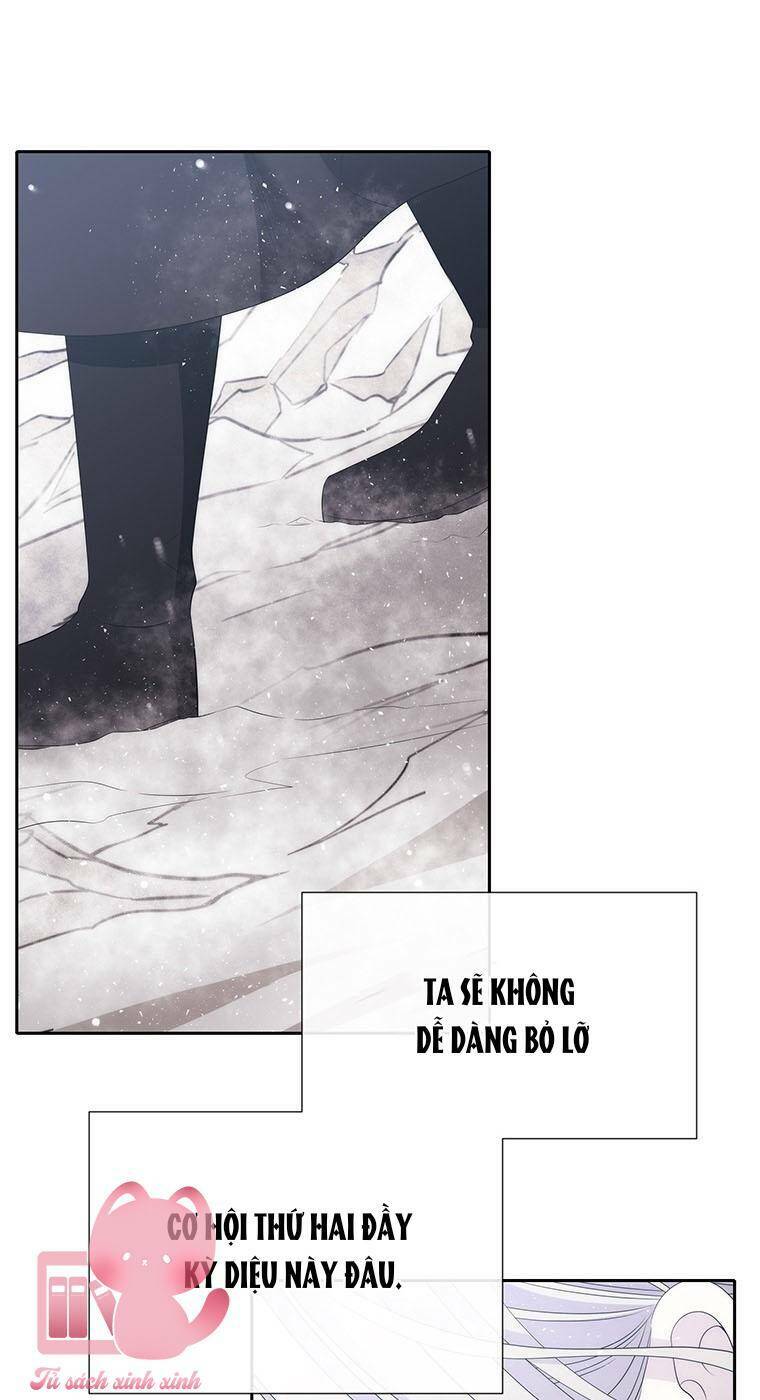 TA SẼ KHÔNG
DỄ DÀNG BỎ LỠ
CƠ HỘI THỨ HAI ĐẦY
KỲ DIỆU NÀY ĐÂU.
Tủ sách xinh xinh